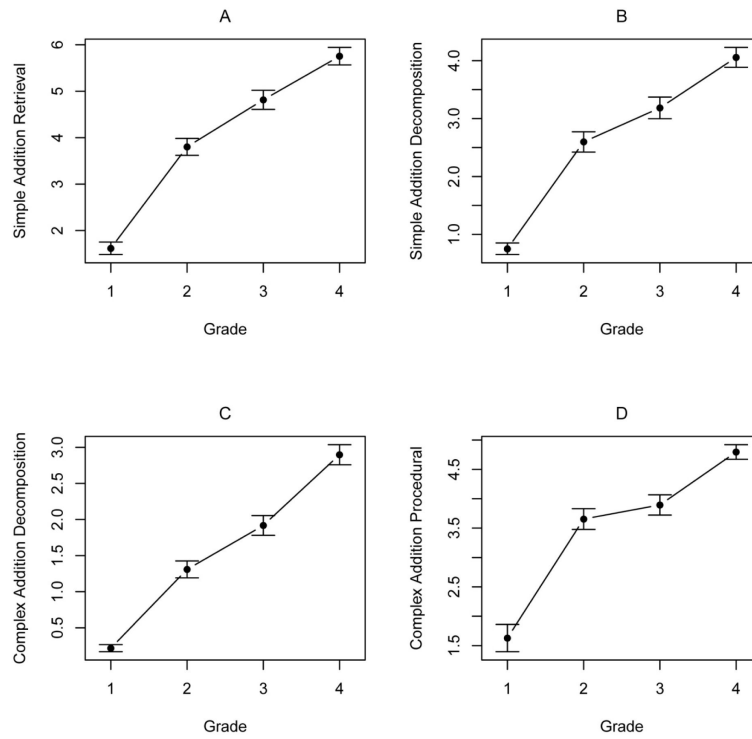 A
Simple Addition Retrieval
6
5
4
3
2
1 2 3 4
Grade
B
Simple Addition Decomposition
4.0
3.0
2.0
1.0
1 2 3 4
Grade
C
Complex Addition Decomposition
3.0
2.5
2.0
1.5
1.0
0.5
1 2 3 4
Grade
D
Complex Addition Procedural
4.5
3.5
2.5
1.5
1 2 3 4
Grade